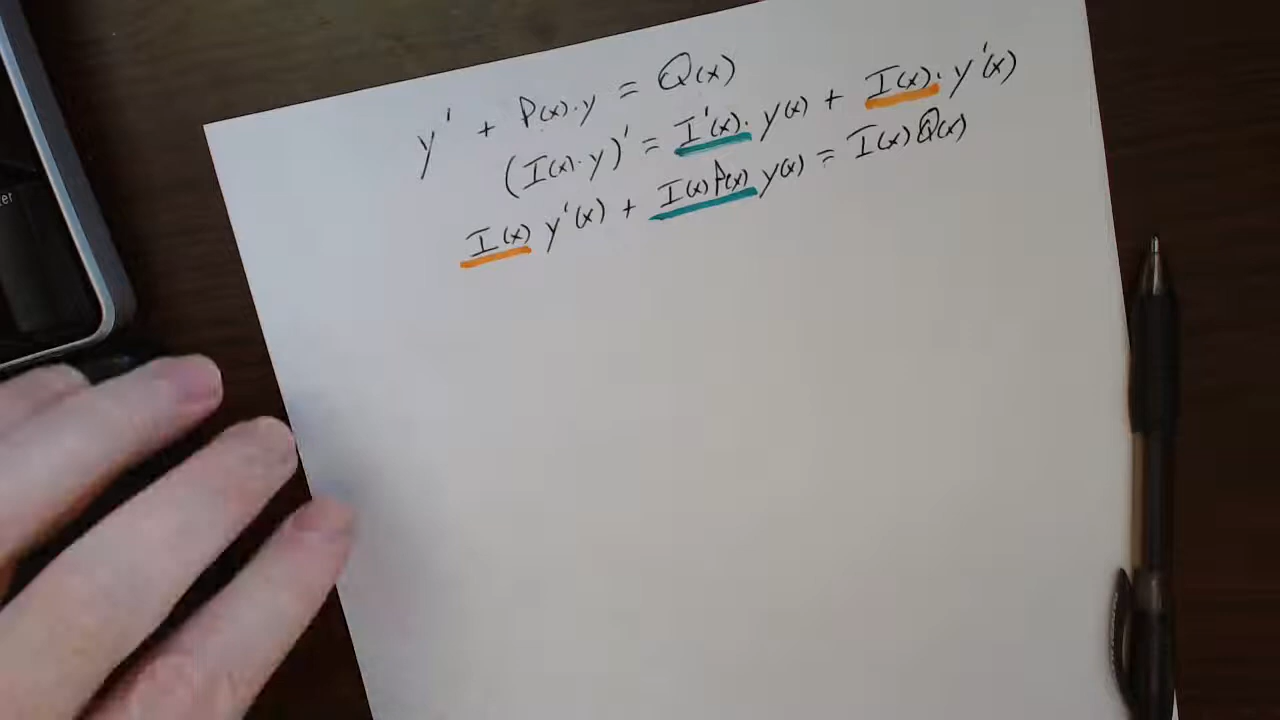 y' + P(x)·y = Q(x)
(I(x)·y)' = I'(x)·y(x) + I(x)·y'(x)
I(x) y'(x) + I(x)P(x) y(x) = I(x)Q(x)